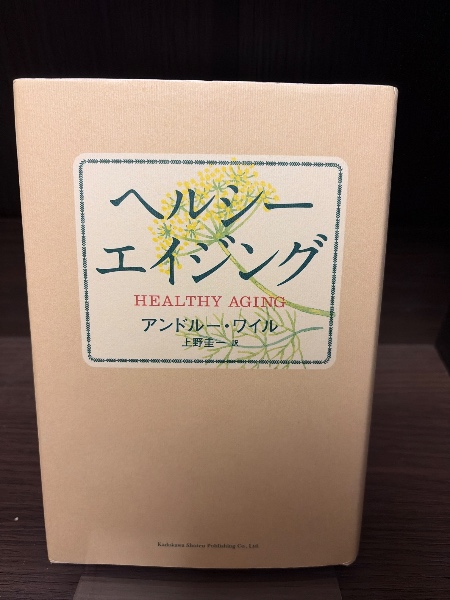 ヘルシー
エイジング
HEALTHY AGING
アンドルー・ワイル
上野圭一 訳
Kadokawa Shoten Publishing Co., Ltd.